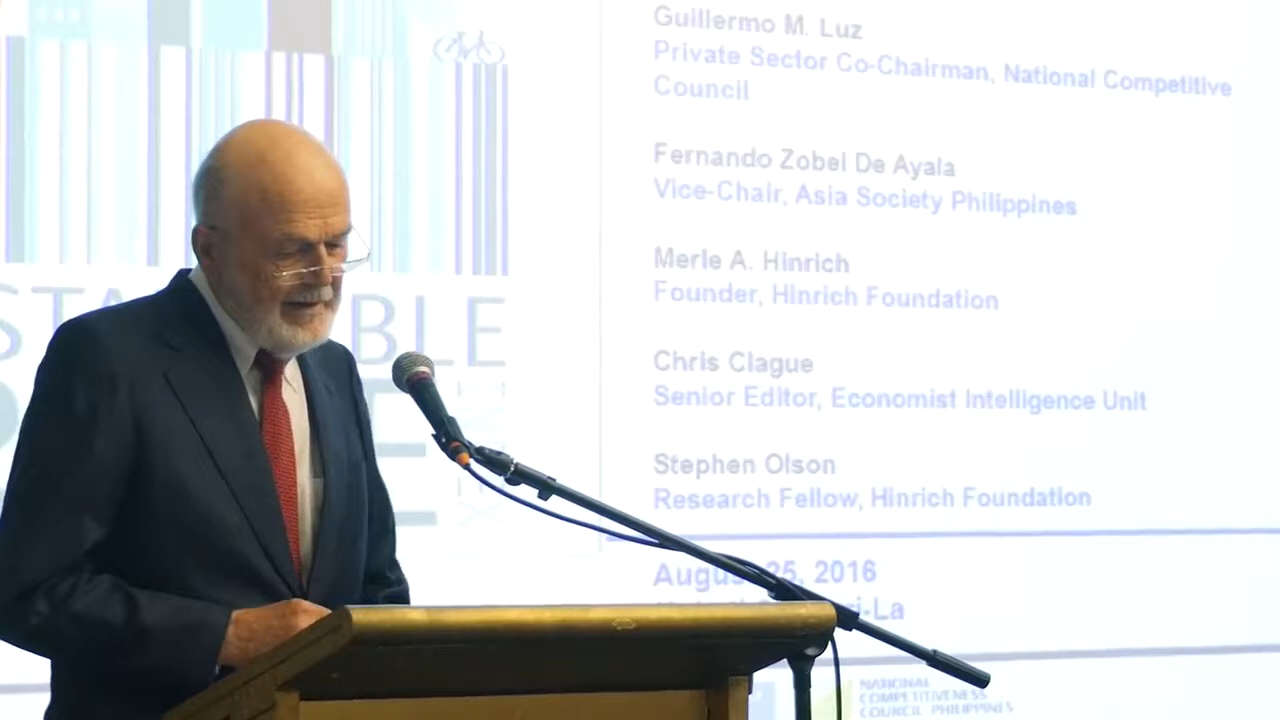 Guillermo M. Luz
Private Sector Co-Chairman, National Competitive
Council
Fernando Zobel De Ayala
Vice-Chair, Asia Society Philippines
Merle A. Hinrich
Founder, Hinrich Foundation
Chris Clague
Senior Editor, Economist Intelligence Unit
Stephen Olson
Research Fellow, Hinrich Foundation
25, 2016
NATIONAL
COMPETITIVENESS
COUNCIL PHILIPPINES